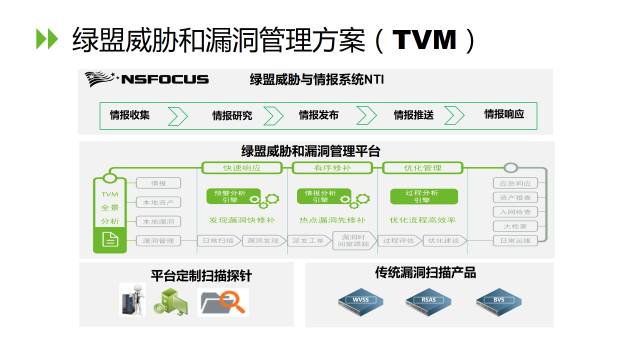 绿盟威胁和漏洞管理方案（TVM）
NSFOCUS
绿盟威胁与情报系统NTI
情报收集 情报研究 情报发布 情报推送 情报响应
绿盟威胁和漏洞管理平台
快速响应 有序修补 优化管理
TVM
全景
分析
情报
本地资产
本地漏洞
漏洞管理
预警分析
引擎
情报分析
引擎
过程分析
引擎
发现漏洞快修补 热点漏洞先修补 优化流程高效率
日常扫描 漏洞发现 派发工单 漏洞时
间窗跟踪 过程评估 优化建议
应急响应
资产稽查
入网检查
大检查
日常运维
平台定制扫描探针
传统漏洞扫描产品
WVSS RSAS BVS